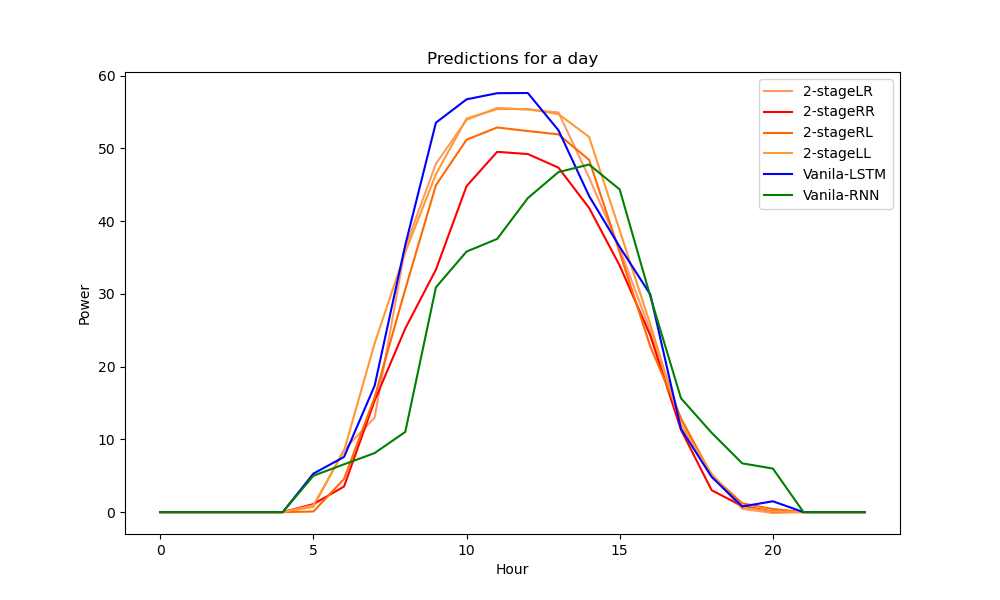 Predictions for a day
60
50
40
30
20
10
0
Power
2-stageLR
2-stageRR
2-stageRL
2-stageLL
Vanila-LSTM
Vanila-RNN
0 5 10 15 20
Hour